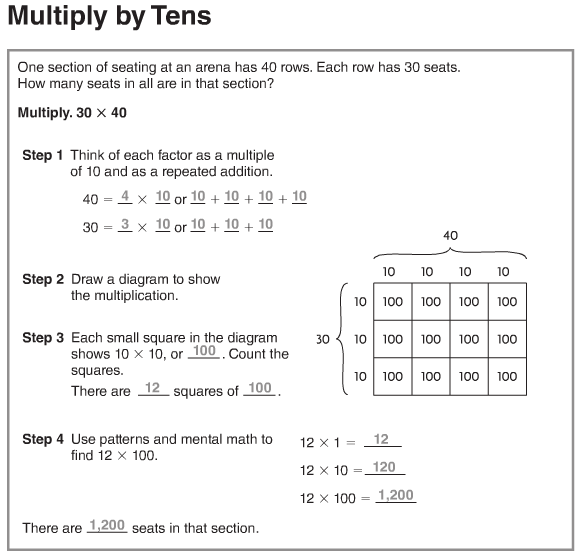 Multiply by Tens
One section of seating at an arena has 40 rows. Each row has 30 seats.
How many seats in all are in that section?
Multiply. 30 × 40
Step 1 Think of each factor as a multiple
of 10 and as a repeated addition.
40 = 4 × 10 or 10 + 10 + 10 + 10
30 = 3 × 10 or 10 + 10 + 10
Step 2 Draw a diagram to show
the multiplication.
Step 3 Each small square in the diagram
shows 10 × 10, or 100. Count the
squares.
There are 12 squares of 100.
40
10 10 10 10
10 100 100 100 100
30 10 100 100 100 100
10 100 100 100 100
Step 4 Use patterns and mental math to
find 12 × 100.
12 × 1 = 12
12 × 10 = 120
12 × 100 = 1,200
There are 1,200 seats in that section.